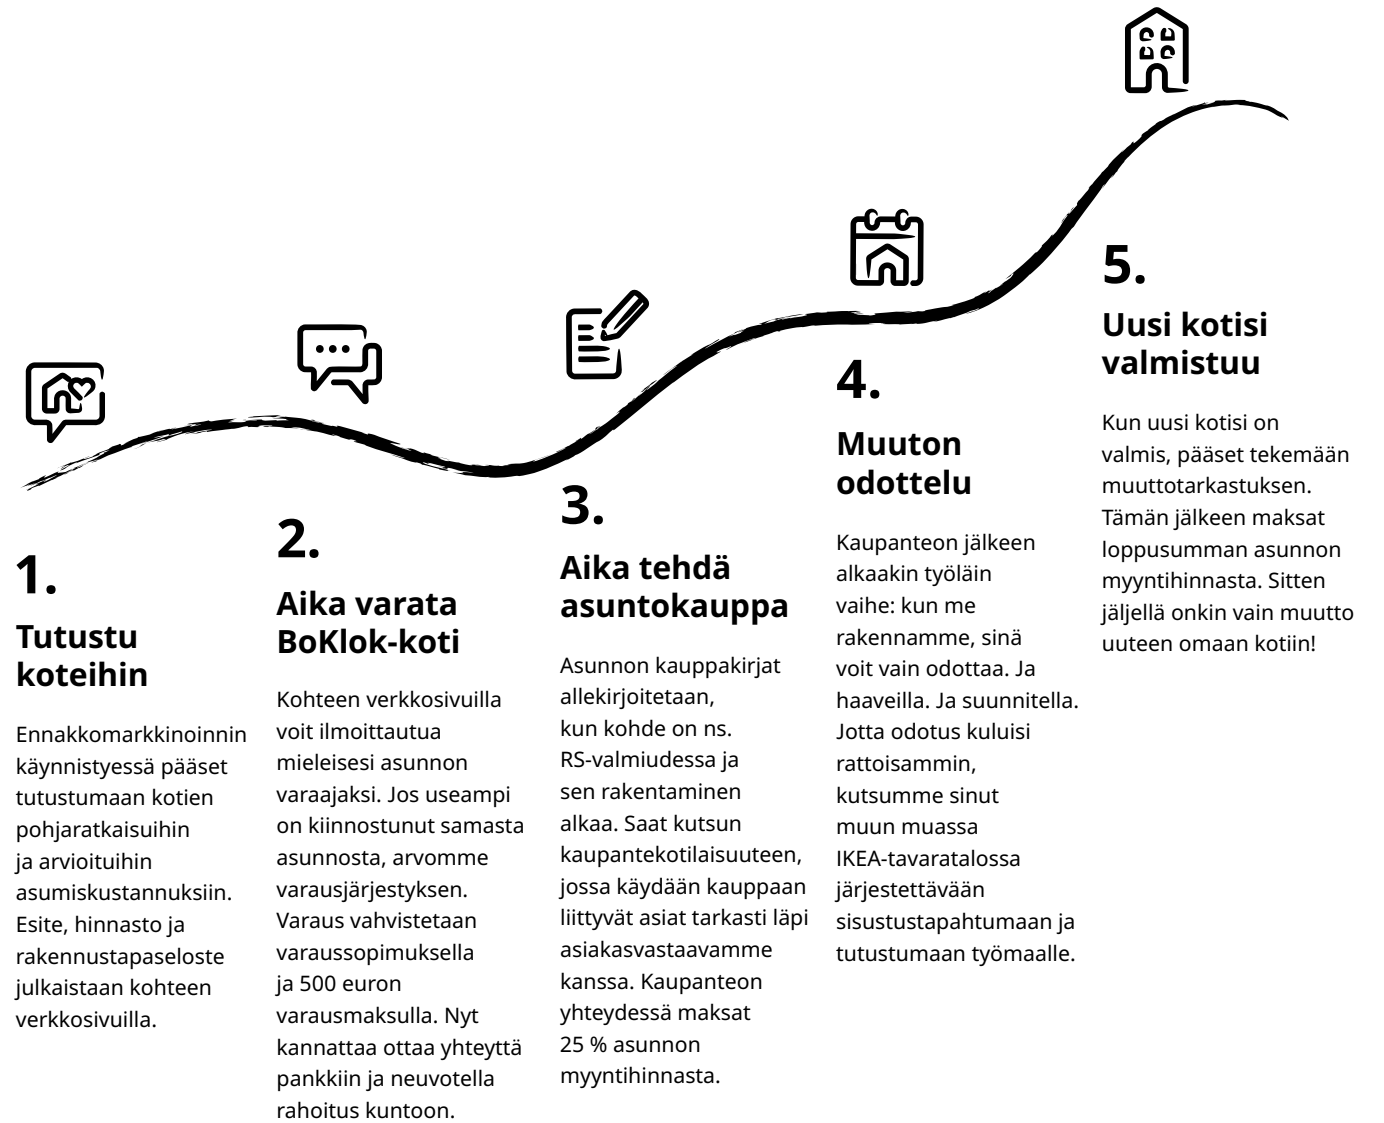 1.
Tutustu
koteihin
Ennakkomarkkinoinnin
käynnistyessä pääset
tutustumaan kotien
pohjaratkaisuihin
ja arvioituihin
asumiskustannuksiin.
Esite, hinnasto ja
rakennustapaseloste
julkaistaan kohteen
verkkosivuilla.
2.
Aika varata
BoKlok-koti
Kohteen verkkosivuilla
voit ilmoittautua
mieleisesi asunnon
varaajaksi. Jos useampi
on kiinnostunut samasta
asunnosta, arvomme
varausjärjestyksen.
Varaus vahvistetaan
varaussopimuksella
ja 500 euron
varausmaksulla. Nyt
kannattaa ottaa yhteyttä
pankkiin ja neuvotella
rahoitus kuntoon.
3.
Aika tehdä
asuntokauppa
Asunnon kauppakirjat
allekirjoitetaan,
kun kohde on ns.
RS-valmiudessa ja
sen rakentaminen
alkaa. Saat kutsun
kaupantekotilaisuuteen,
jossa käydään kauppaan
liittyvät asiat tarkasti läpi
asiakasvastaavamme
kanssa. Kaupanteon
yhteydessä maksat
25 % asunnon
myyntihinnasta.
4.
Muuton
odottelu
Kaupanteon jälkeen
alkaakin työläin
vaihe: kun me
rakennamme, sinä
voit vain odottaa. Ja
haaveilla. Ja suunnitella.
Jotta odotus kuluisi
rattoisammin,
kutsumme sinut
muun muassa
IKEA-tavaratalossa
järjestettävään
sisustustapahtumaan ja
tutustumaan työmaalle.
5.
Uusi kotisi
valmistuu
Kun uusi kotisi on
valmis, pääset tekemään
muuttotarkastuksen.
Tämän jälkeen maksat
loppusumman asunnon
myyntihinnasta. Sitten
jäljellä onkin vain muutto
uuteen omaan kotiin!